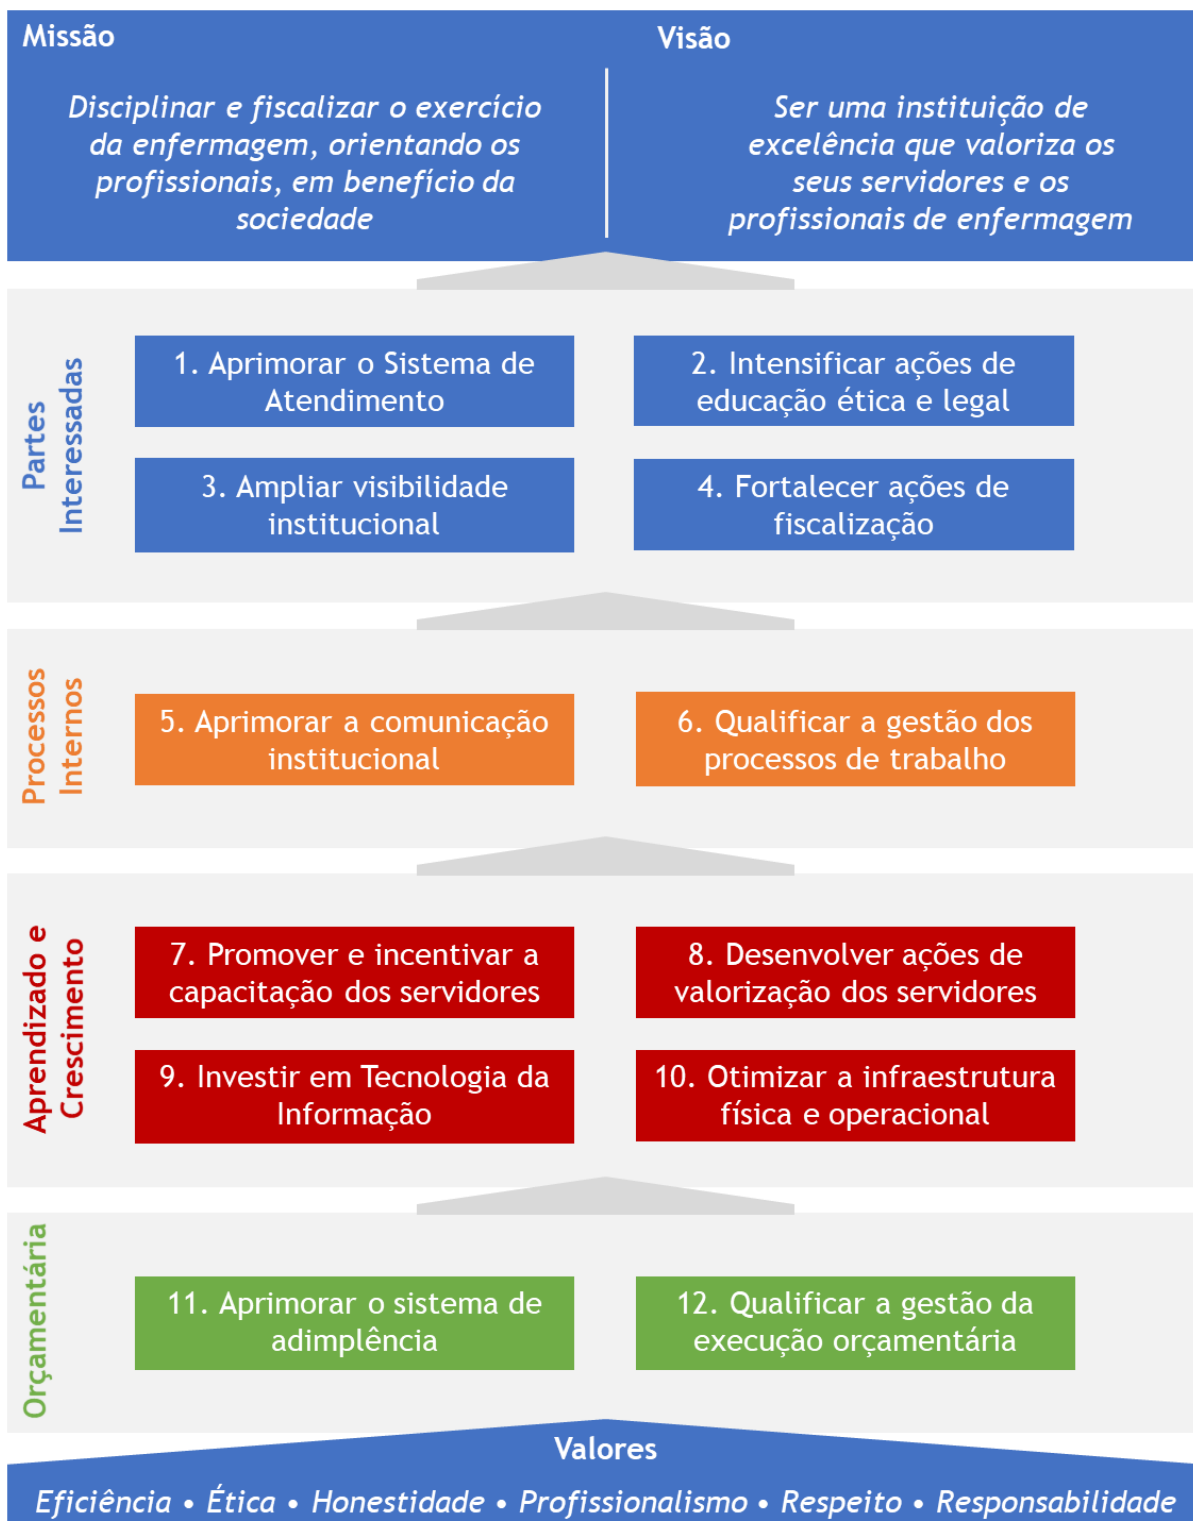 Missão
Disciplinar e fiscalizar o exercício
da enfermagem, orientando os
profissionais, em benefício da
sociedade
Visão
Ser uma instituição de
excelência que valoriza os
seus servidores e os
profissionais de enfermagem
Partes
Interessadas
1. Aprimorar o Sistema de
Atendimento
2. Intensificar ações de
educação ética e legal
3. Ampliar visibilidade
institucional
4. Fortalecer ações de
fiscalização
Processos
Internos
5. Aprimorar a comunicação
institucional
6. Qualificar a gestão dos
processos de trabalho
Aprendizado e
Crescimento
7. Promover e incentivar a
capacitação dos servidores
8. Desenvolver ações de
valorização dos servidores
9. Investir em Tecnologia da
Informação
10. Otimizar a infraestrutura
física e operacional
Orçamentária
11. Aprimorar o sistema de
adimplência
12. Qualificar a gestão da
execução orçamentária
Valores
Eficiência • Ética • Honestidade • Profissionalismo • Respeito • Responsabilidade